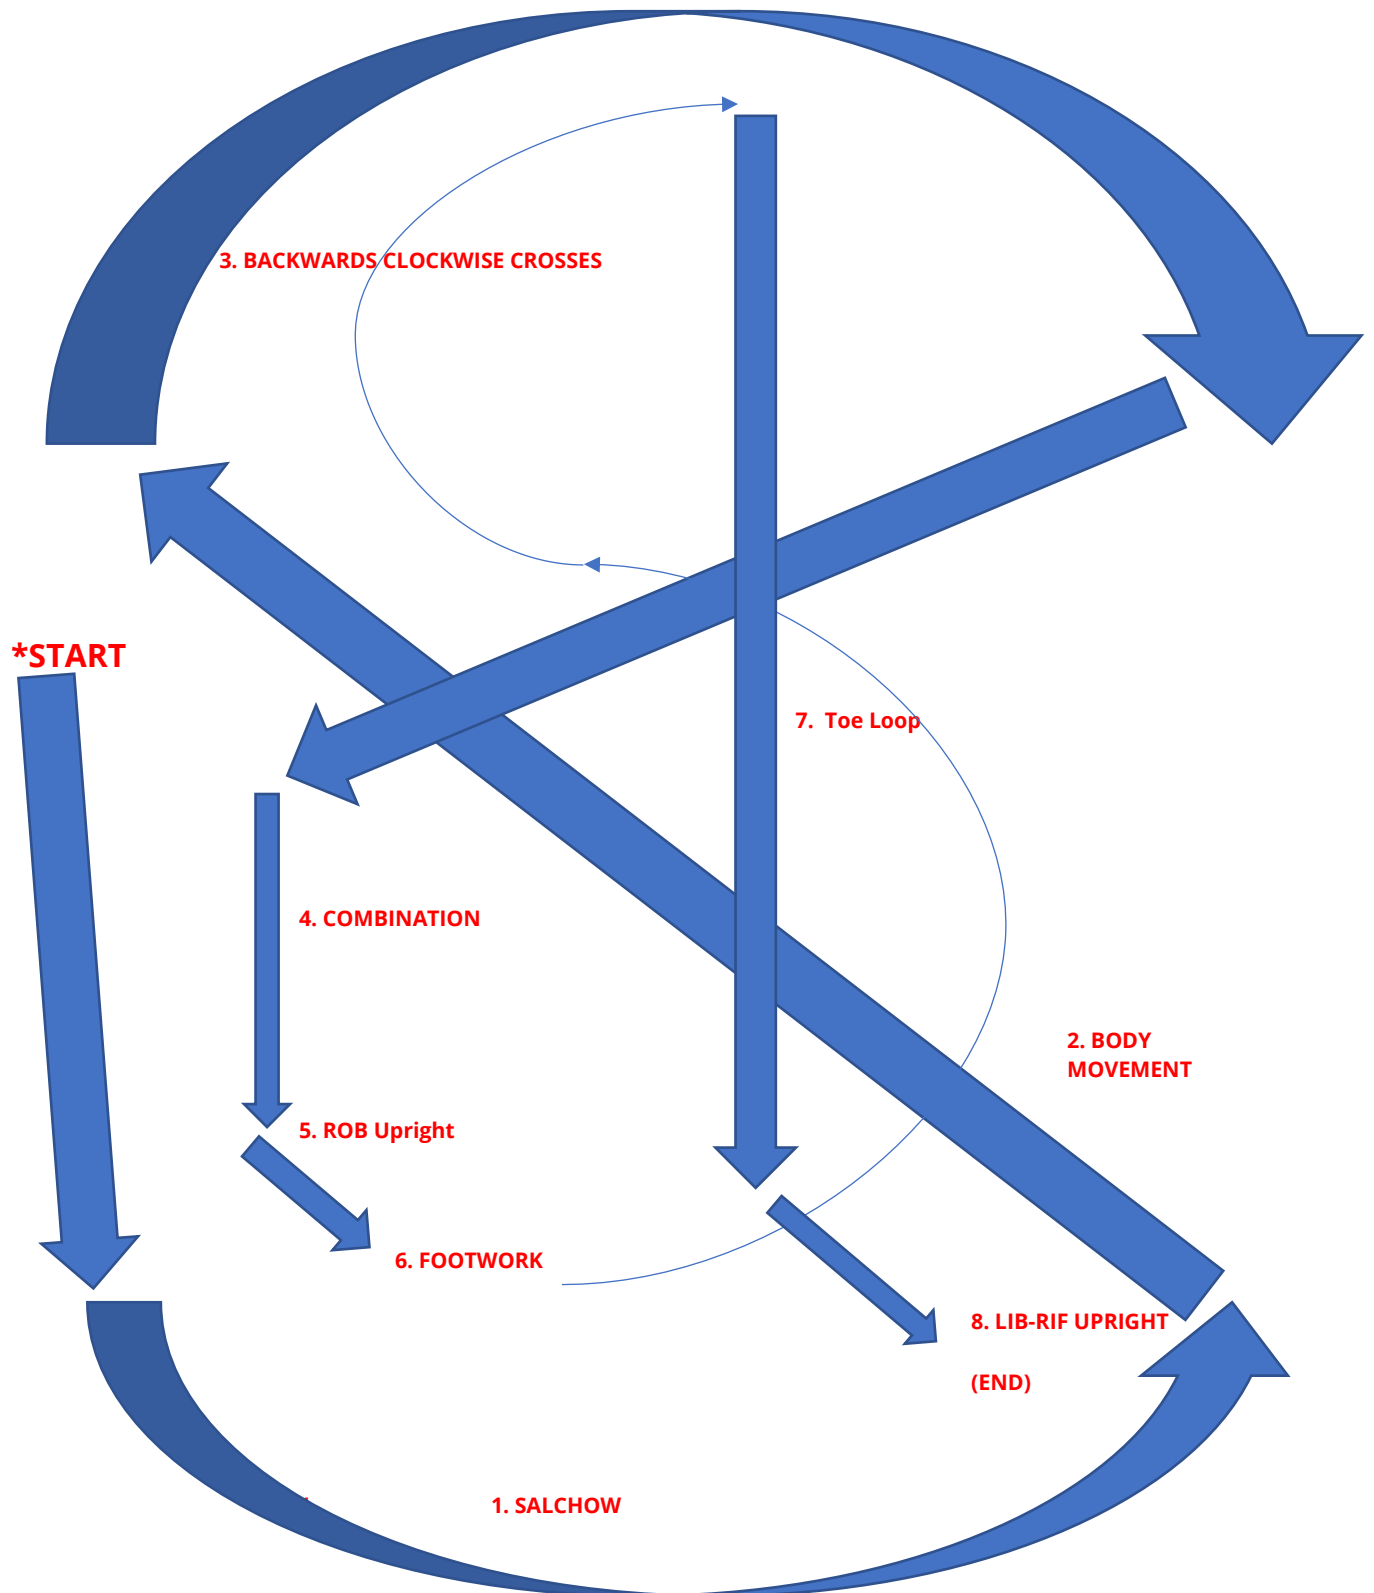 3. BACKWARDS CLOCKWISE CROSSES
*START
7. Toe Loop
4. COMBINATION
2. BODY
MOVEMENT
5. ROB Upright
6. FOOTWORK
8. LIB-RIF UPRIGHT
(END)
1. SALCHOW